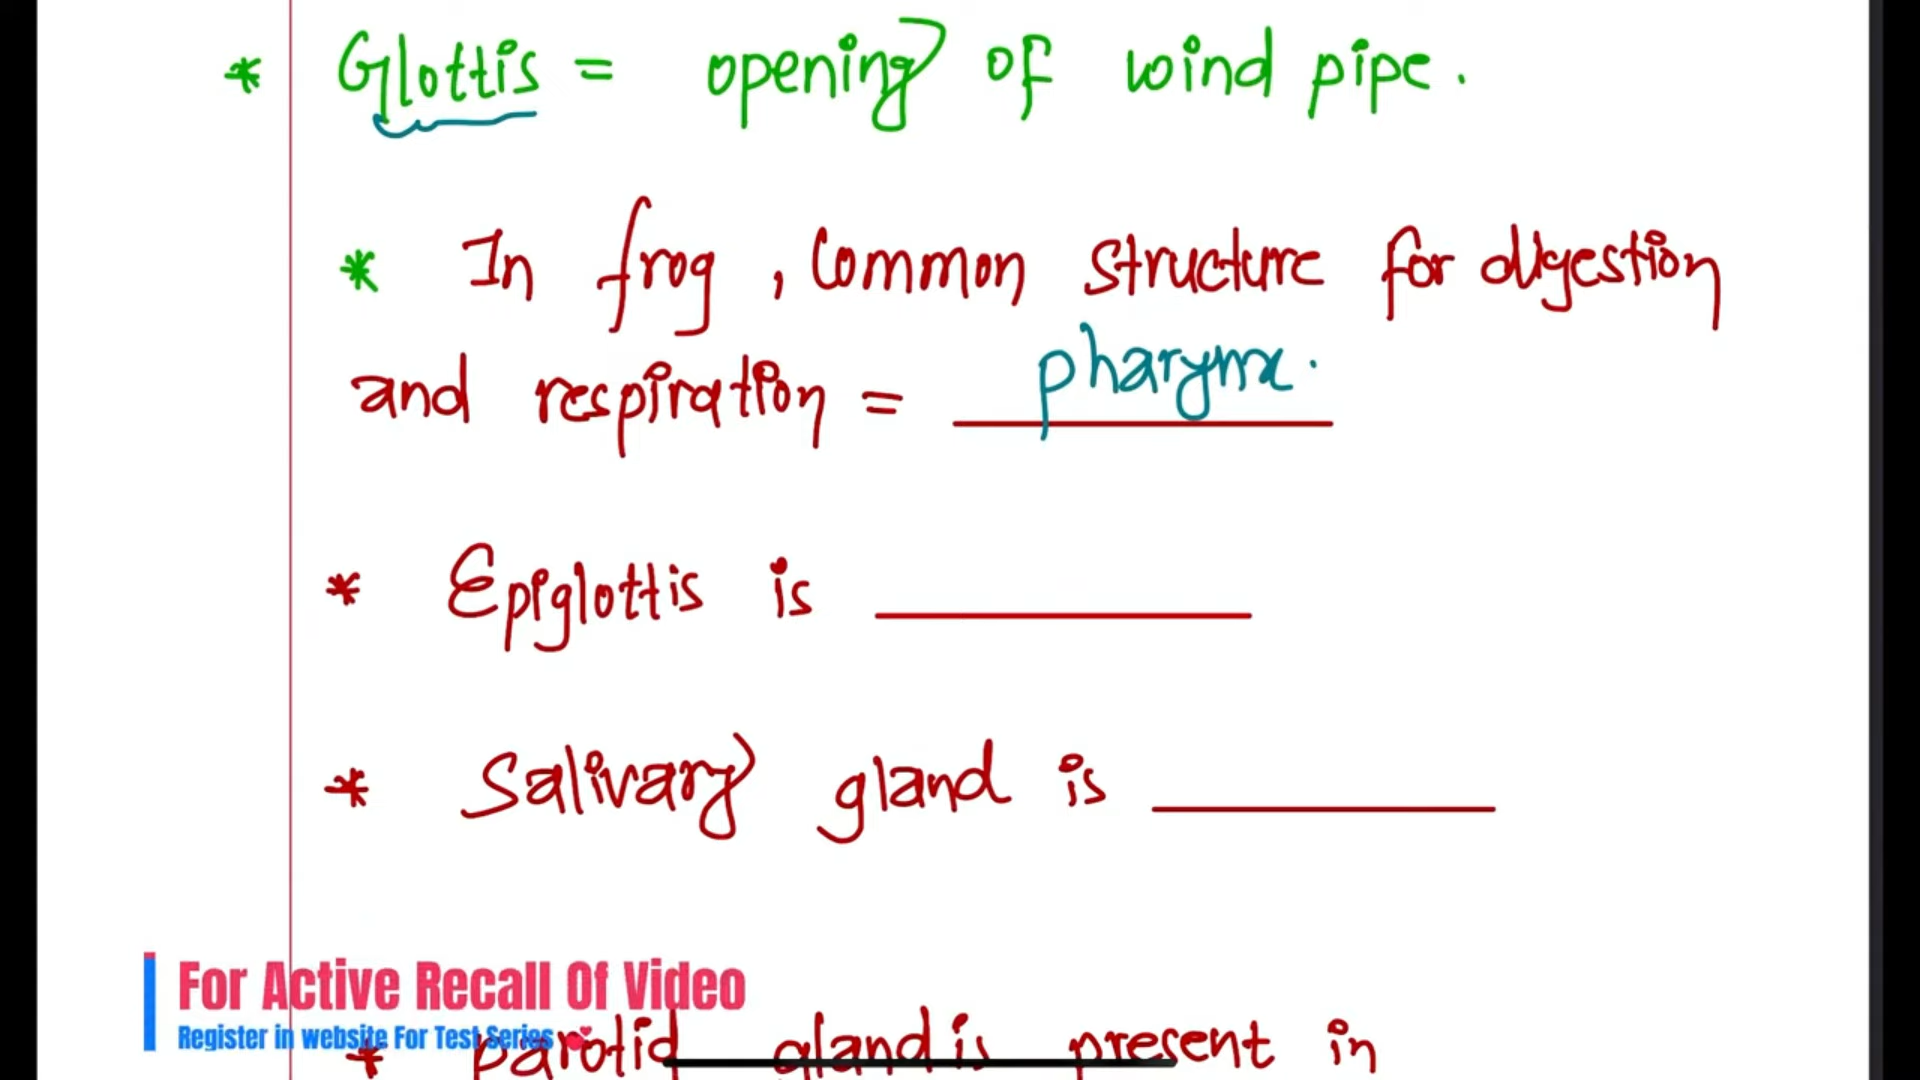 * Glottis = opening of wind pipe.
* In frog, Common structure for digestion
and respiration = pharynx.
* Epiglottis is
* Salivary gland is
For Active Recall Of Video
Register in website For Test Series
* parotid gland is present in